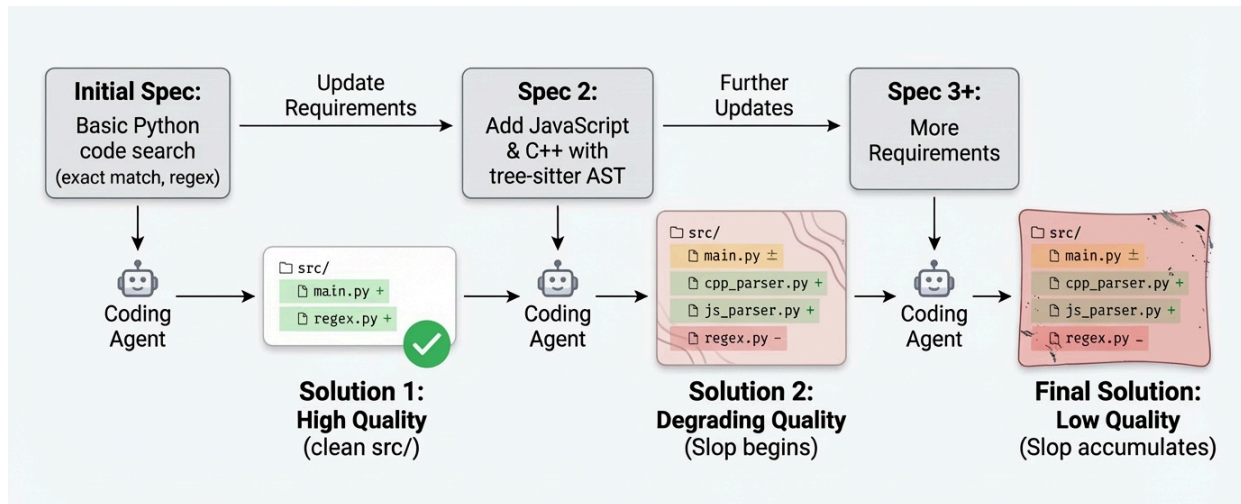 Initial Spec:
Basic Python
code search
(exact match, regex)
Update
Requirements
Spec 2:
Add JavaScript
& C++ with
tree-sitter AST
Further
Updates
Spec 3+:
More
Requirements
Coding
Agent
src/
main.py +
regex.py +
Solution 1:
High Quality
(clean src/)
Coding
Agent
src/
main.py ±
cpp_parser.py +
js_parser.py +
regex.py −
Solution 2:
Degrading Quality
(Slop begins)
Coding
Agent
src/
main.py ±
cpp_parser.py +
js_parser.py +
regex.py −
Final Solution:
Low Quality
(Slop accumulates)